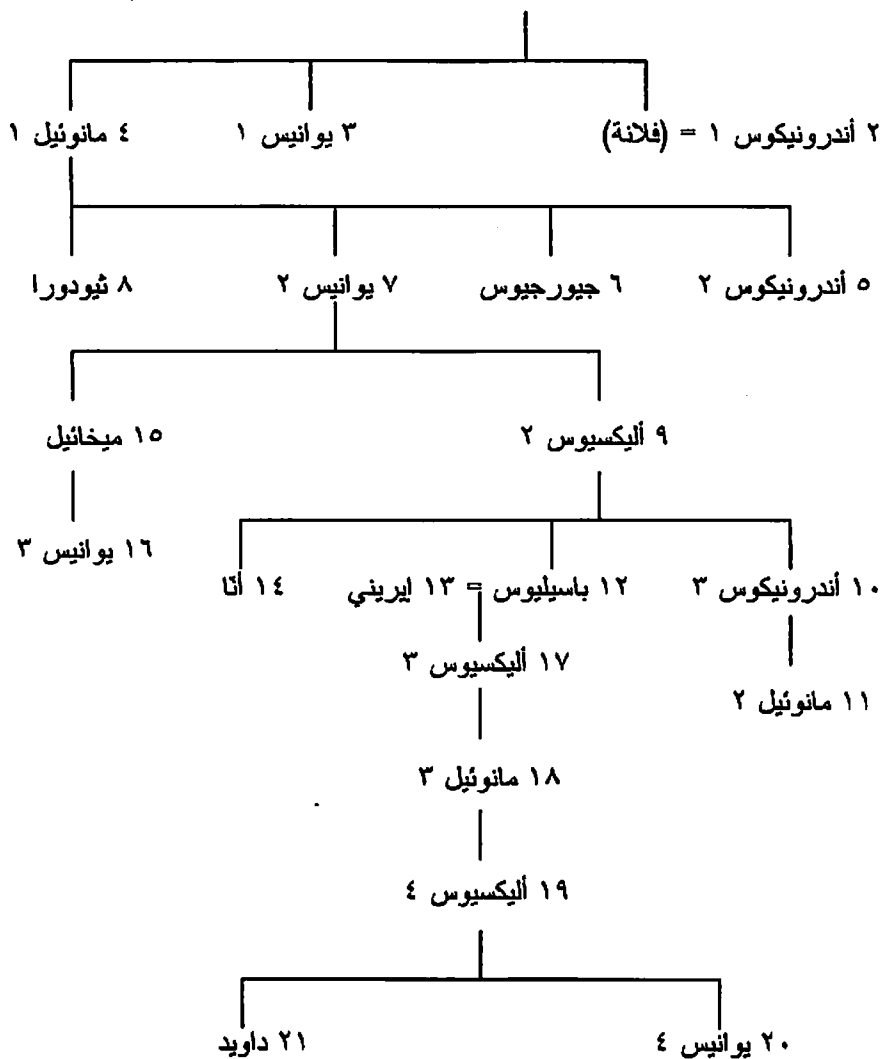 ٢ أندرونيكوس ١ = (فلانة) ٣ يوانيس ١ ٤ مانوئيل ١
٥ أندرونيكوس ٢ ٦ جيورجيوس ٧ يوانيس ٢ ٨ ثيودورا
٩ أليكسيوس ٢ ١٥ ميخائيل
١٦ يوانيس ٣
١٠ أندرونيكوس ٣ ١٢ باسيليوس = ١٣ إيريني ١٤ أنّا
١٧ أليكسيوس ٣
١١ مانوئيل ٢
١٨ مانوئيل ٣
١٩ أليكسيوس ٤
٢٠ يوانيس ٤ ٢١ داويد